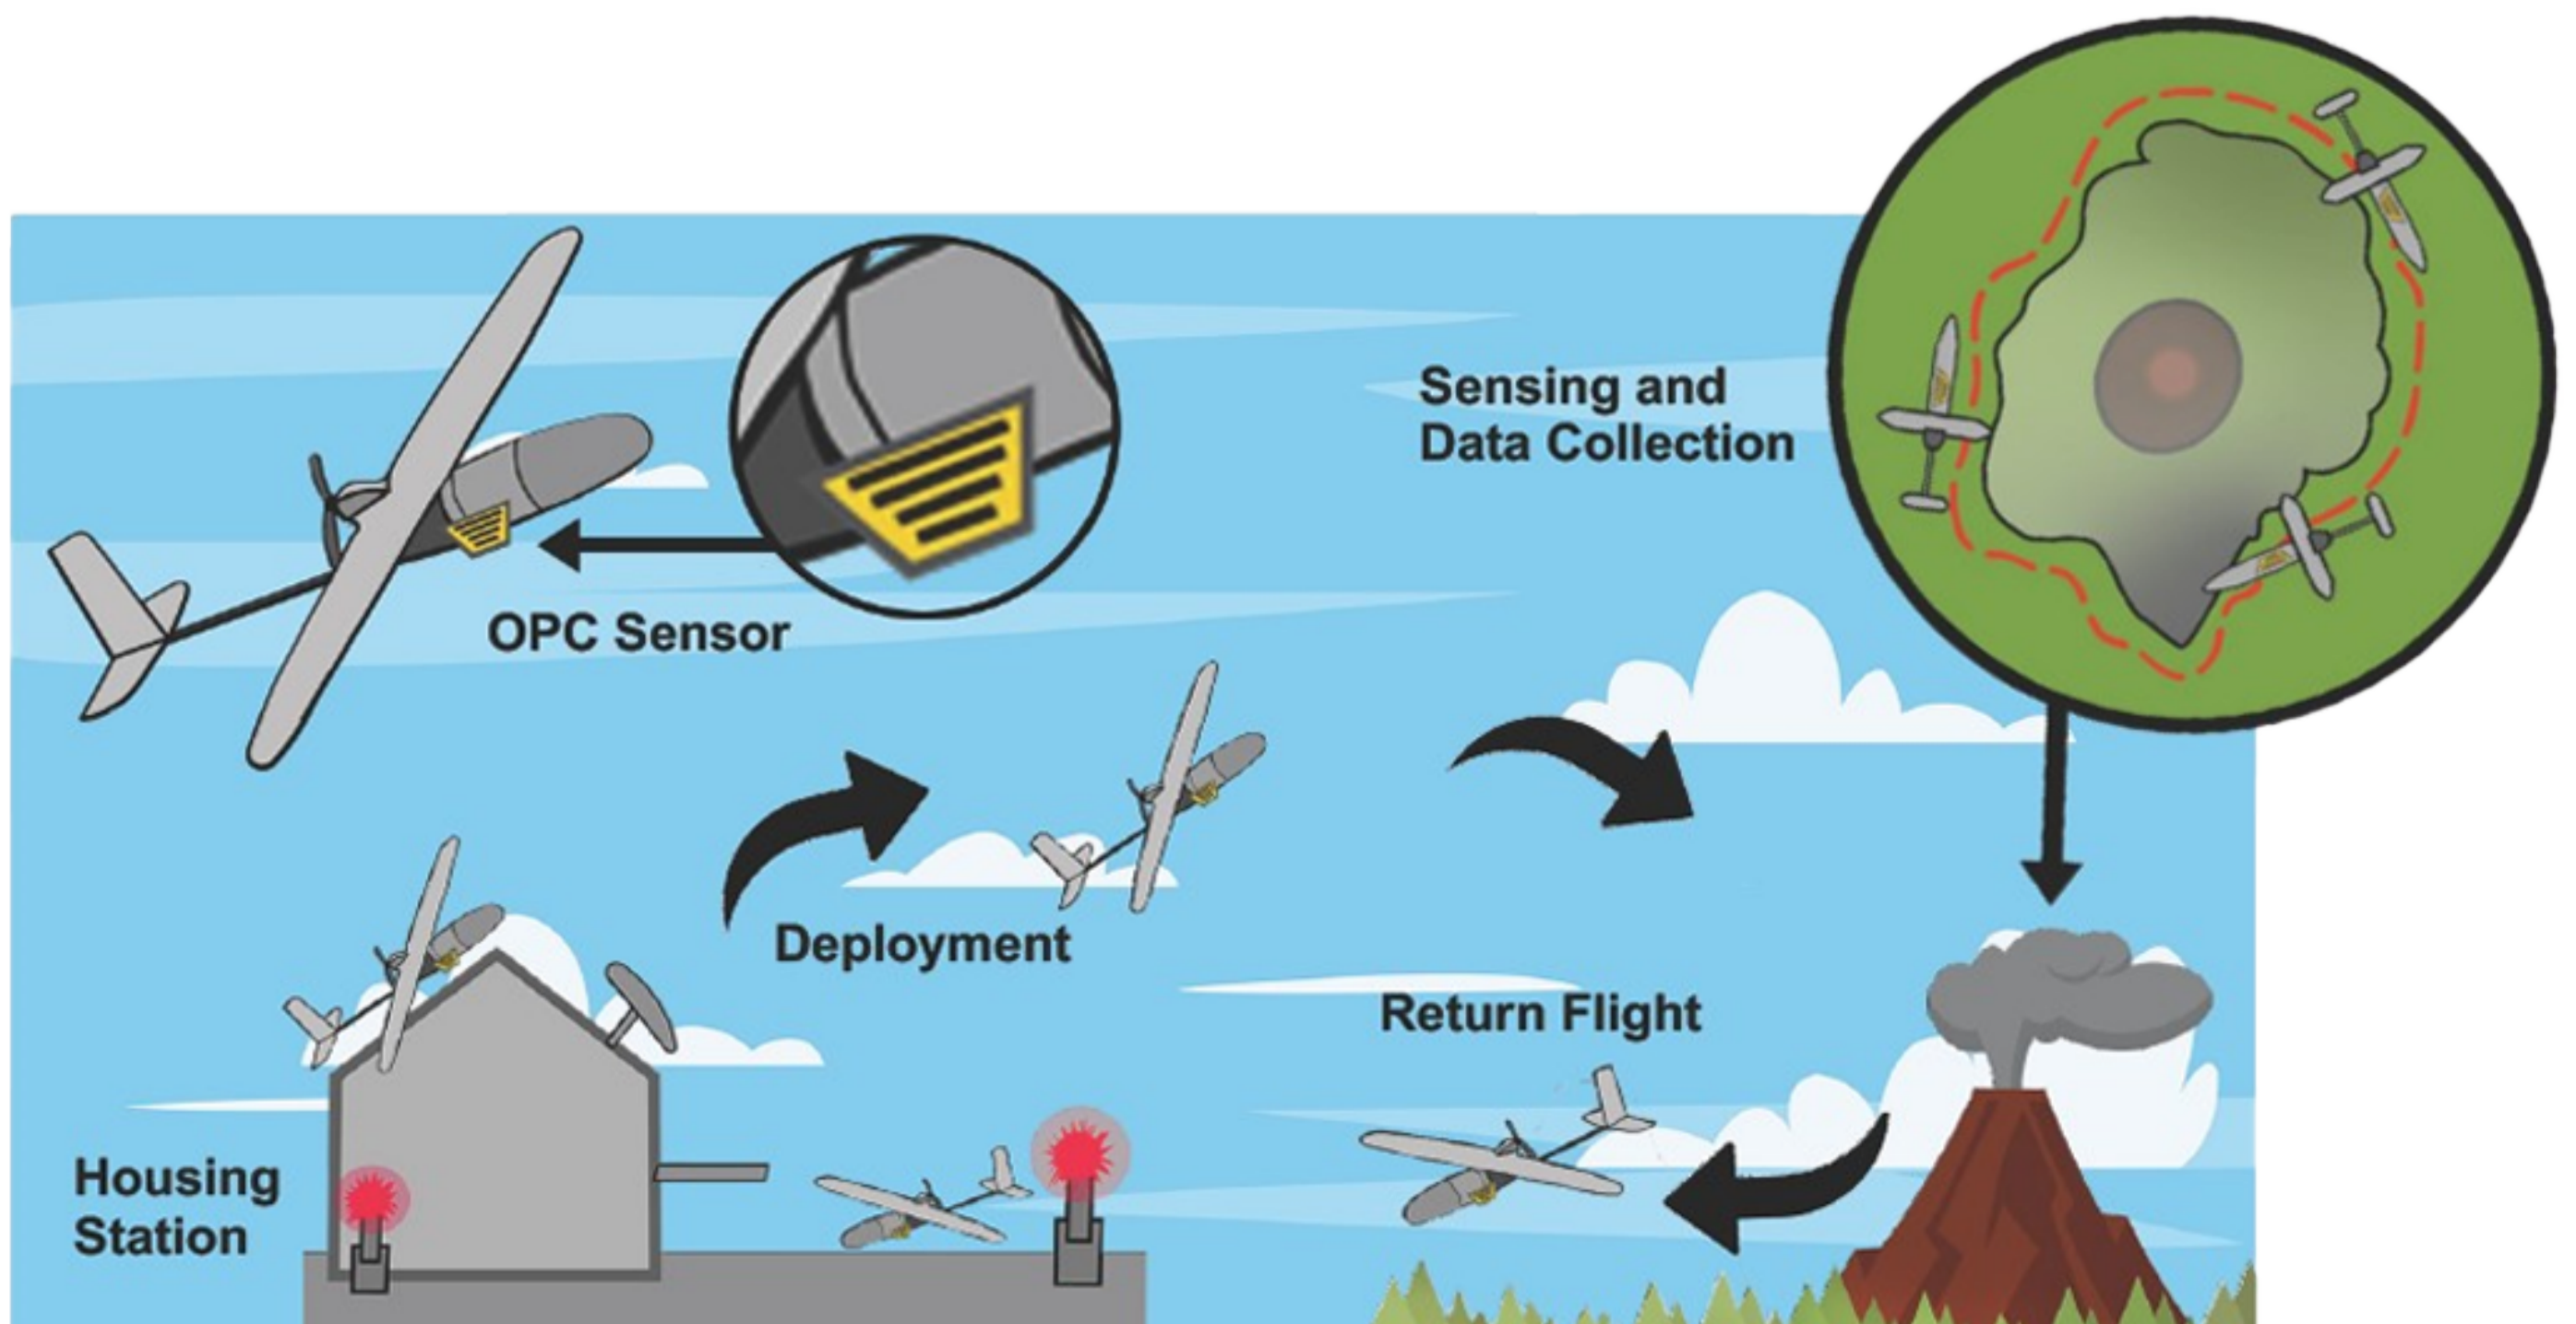 Sensing and
Data Collection
OPC Sensor
Deployment
Return Flight
Housing
Station